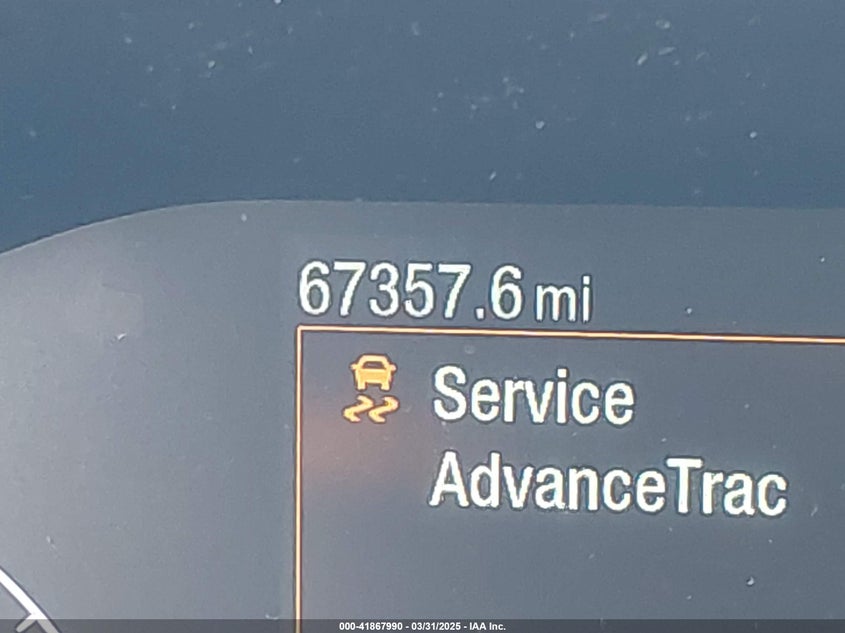 67357.6 mi
Service
AdvanceTrac
000-41867990 - 03/31/2025 - IAA Inc.